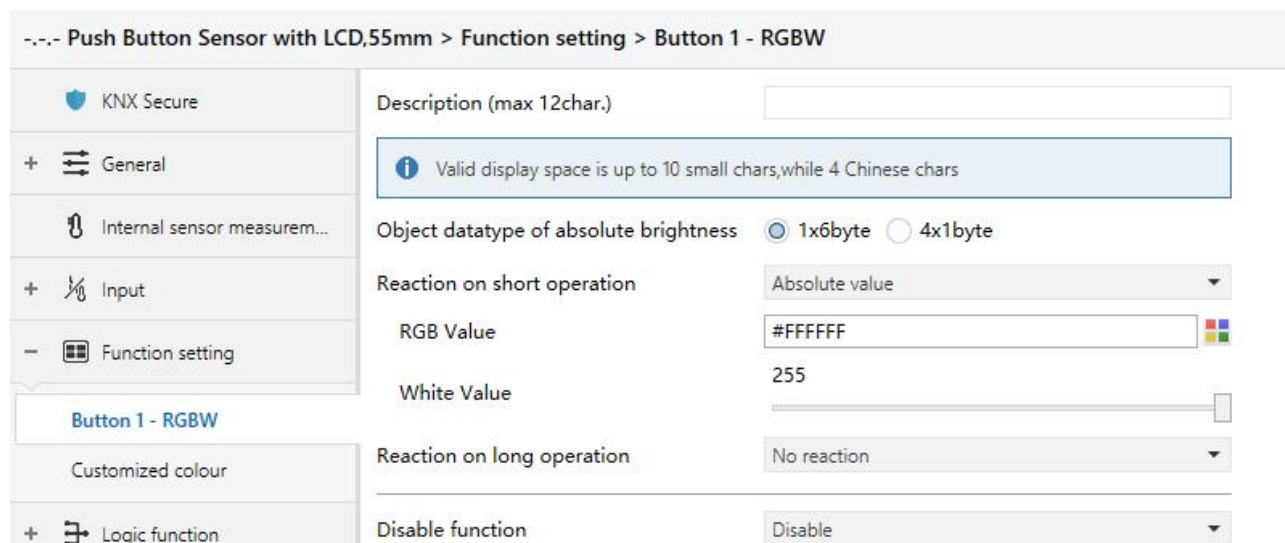 -.-.- Push Button Sensor with LCD,55mm > Function setting > Button 1 - RGBW
KNX Secure
+ General
Internal sensor measurem...
+ Input
- Function setting
Button 1 - RGBW
Customized colour
+ Logic function
Description (max 12char.)
Valid display space is up to 10 small chars,while 4 Chinese chars
Object datatype of absolute brightness 1x6byte 4x1byte
Reaction on short operation Absolute value
RGB Value #FFFFFF
255
White Value
Reaction on long operation No reaction
Disable function Disable